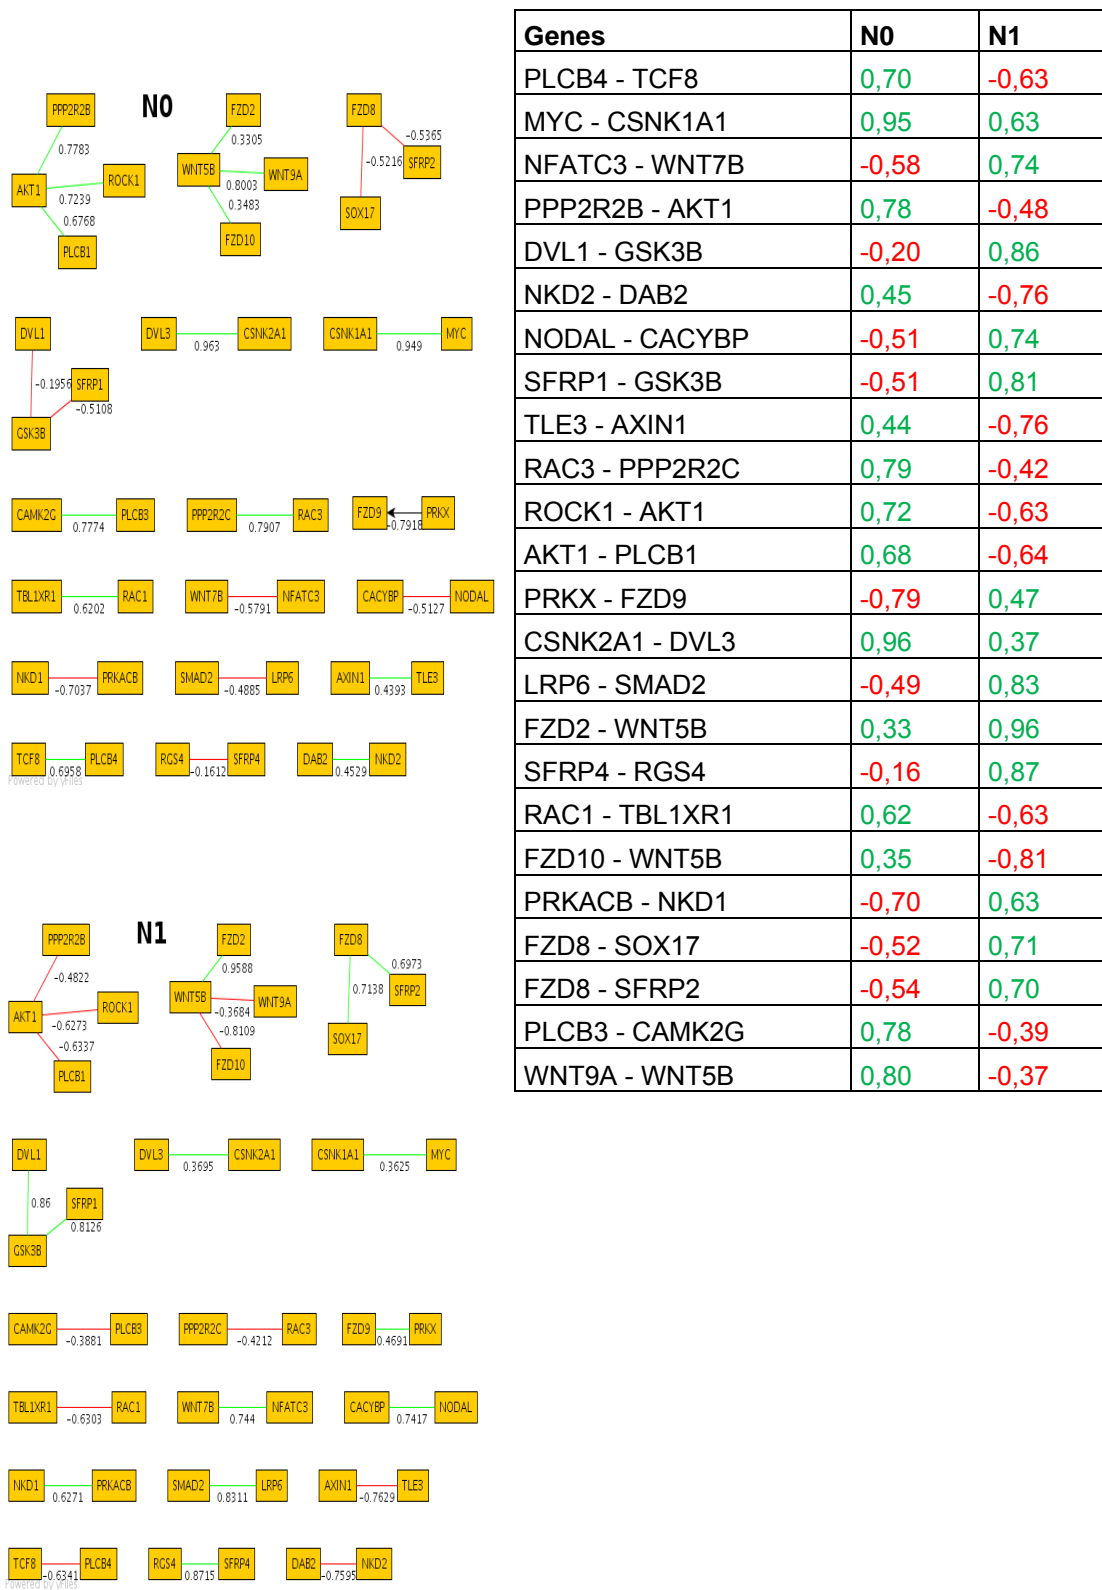 N0
PPP2R2B
0.7783
AKT1
ROCK1
0.7239
0.6768
PLCB1
FZD2
0.3305
WNT5B
WNT9A
0.8003
0.3483
FZD10
FZD8
-0.5365
-0.5216
SFRP2
SOX17
DVL1
-0.1956
SFRP1
-0.5108
GSK3B
DVL3
0.963
CSNK2A1
CSNK1A1
0.949
MYC
CAMK2G
0.7774
PLCB3
PPP2R2C
0.7907
RAC3
FZD9
-0.7918
PRKX
TBL1XR1
0.6202
RAC1
WNT7B
-0.5791
NFATC3
CACYBP
-0.5127
NODAL
NKD1
-0.7037
PRKACB
SMAD2
-0.4885
LRP6
AXIN1
0.4393
TLE3
TCF8
0.6958
PLCB4
RGS4
-0.1612
SFRP4
DAB2
0.4529
NKD2
Powered by yFiles
N1
PPP2R2B
-0.4822
AKT1
ROCK1
-0.6273
-0.6337
PLCB1
FZD2
0.9588
WNT5B
WNT9A
-0.3684
-0.8109
FZD10
FZD8
0.6973
0.7138
SFRP2
SOX17
DVL1
0.86
SFRP1
0.8126
GSK3B
DVL3
0.3695
CSNK2A1
CSNK1A1
0.3625
MYC
CAMK2G
-0.3881
PLCB3
PPP2R2C
-0.4212
RAC3
FZD9
0.4691
PRKX
TBL1XR1
-0.6303
RAC1
WNT7B
0.744
NFATC3
CACYBP
0.7417
NODAL
NKD1
0.6271
PRKACB
SMAD2
0.8311
LRP6
AXIN1
-0.7629
TLE3
TCF8
-0.6341
PLCB4
RGS4
0.8715
SFRP4
DAB2
-0.7595
NKD2
Powered by yFiles
Genes N0 N1
PLCB4 - TCF8 0,70 -0,63
MYC - CSNK1A1 0,95 0,63
NFATC3 - WNT7B -0,58 0,74
PPP2R2B - AKT1 0,78 -0,48
DVL1 - GSK3B -0,20 0,86
NKD2 - DAB2 0,45 -0,76
NODAL - CACYBP -0,51 0,74
SFRP1 - GSK3B -0,51 0,81
TLE3 - AXIN1 0,44 -0,76
RAC3 - PPP2R2C 0,79 -0,42
ROCK1 - AKT1 0,72 -0,63
AKT1 - PLCB1 0,68 -0,64
PRKX - FZD9 -0,79 0,47
CSNK2A1 - DVL3 0,96 0,37
LRP6 - SMAD2 -0,49 0,83
FZD2 - WNT5B 0,33 0,96
SFRP4 - RGS4 -0,16 0,87
RAC1 - TBL1XR1 0,62 -0,63
FZD10 - WNT5B 0,35 -0,81
PRKACB - NKD1 -0,70 0,63
FZD8 - SOX17 -0,52 0,71
FZD8 - SFRP2 -0,54 0,70
PLCB3 - CAMK2G 0,78 -0,39
WNT9A - WNT5B 0,80 -0,37